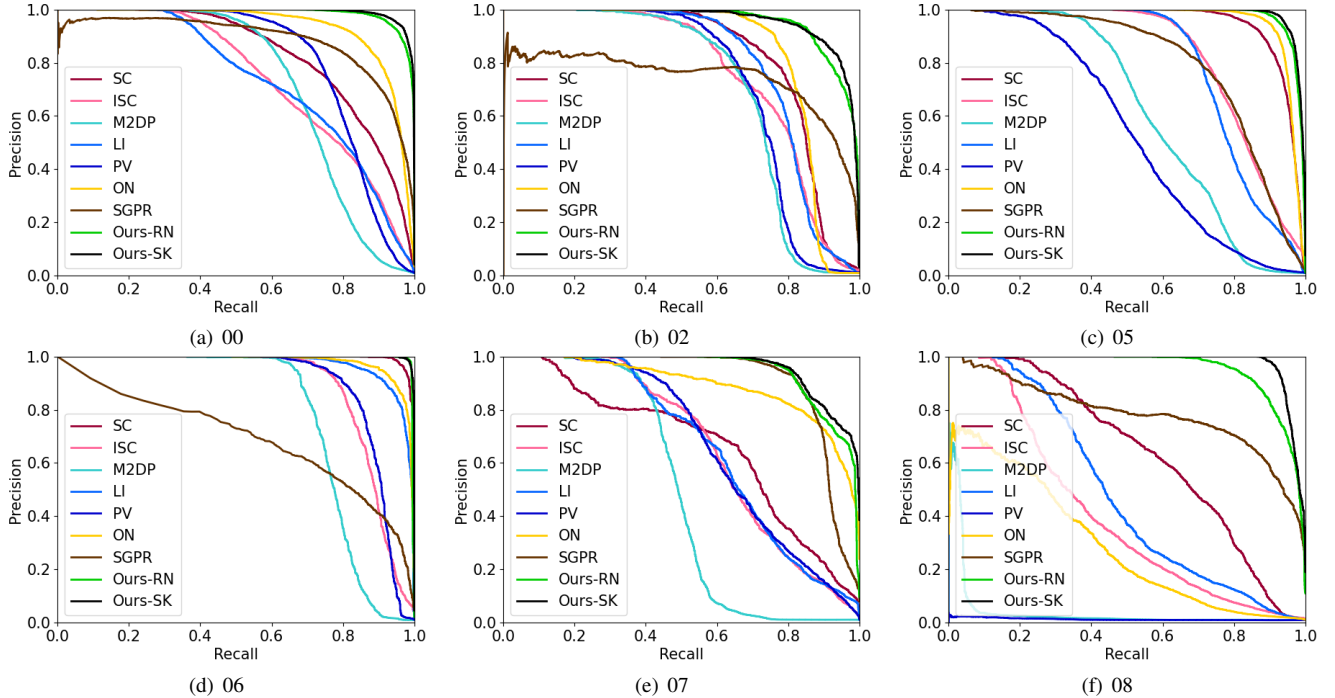 1.0
0.8
0.6
0.4
0.2
0.0
Precision
SC
ISC
M2DP
LI
PV
ON
SGPR
Ours-RN
Ours-SK
0.0 0.2 0.4 0.6 0.8 1.0
Recall
(a) 00
1.0
0.8
0.6
0.4
0.2
0.0
Precision
SC
ISC
M2DP
LI
PV
ON
SGPR
Ours-RN
Ours-SK
0.0 0.2 0.4 0.6 0.8 1.0
Recall
(b) 02
1.0
0.8
0.6
0.4
0.2
0.0
Precision
SC
ISC
M2DP
LI
PV
ON
SGPR
Ours-RN
Ours-SK
0.0 0.2 0.4 0.6 0.8 1.0
Recall
(c) 05
1.0
0.8
0.6
0.4
0.2
0.0
Precision
SC
ISC
M2DP
LI
PV
ON
SGPR
Ours-RN
Ours-SK
0.0 0.2 0.4 0.6 0.8 1.0
Recall
(d) 06
1.0
0.8
0.6
0.4
0.2
0.0
Precision
SC
ISC
M2DP
LI
PV
ON
SGPR
Ours-RN
Ours-SK
0.0 0.2 0.4 0.6 0.8 1.0
Recall
(e) 07
1.0
0.8
0.6
0.4
0.2
0.0
Precision
SC
ISC
M2DP
LI
PV
ON
SGPR
Ours-RN
Ours-SK
0.0 0.2 0.4 0.6 0.8 1.0
Recall
(f) 08